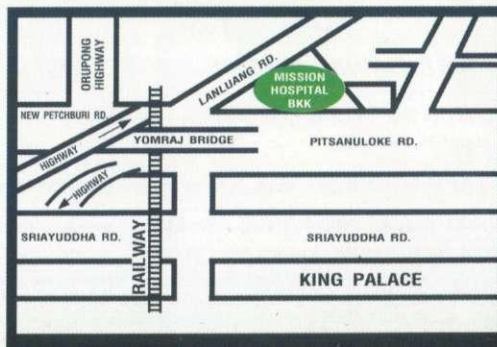 ORUPONG
HIGHWAY
LANLUANG RD.
MISSION
HOSPITAL
BKK
NEW PETCHBURI RD.
HIGHWAY
YOMRAJ BRIDGE
PITSANULOKE RD.
HIGHWAY
SRIAYUDDHA RD.
RAILWAY
SRIAYUDDHA RD.
KING PALACE